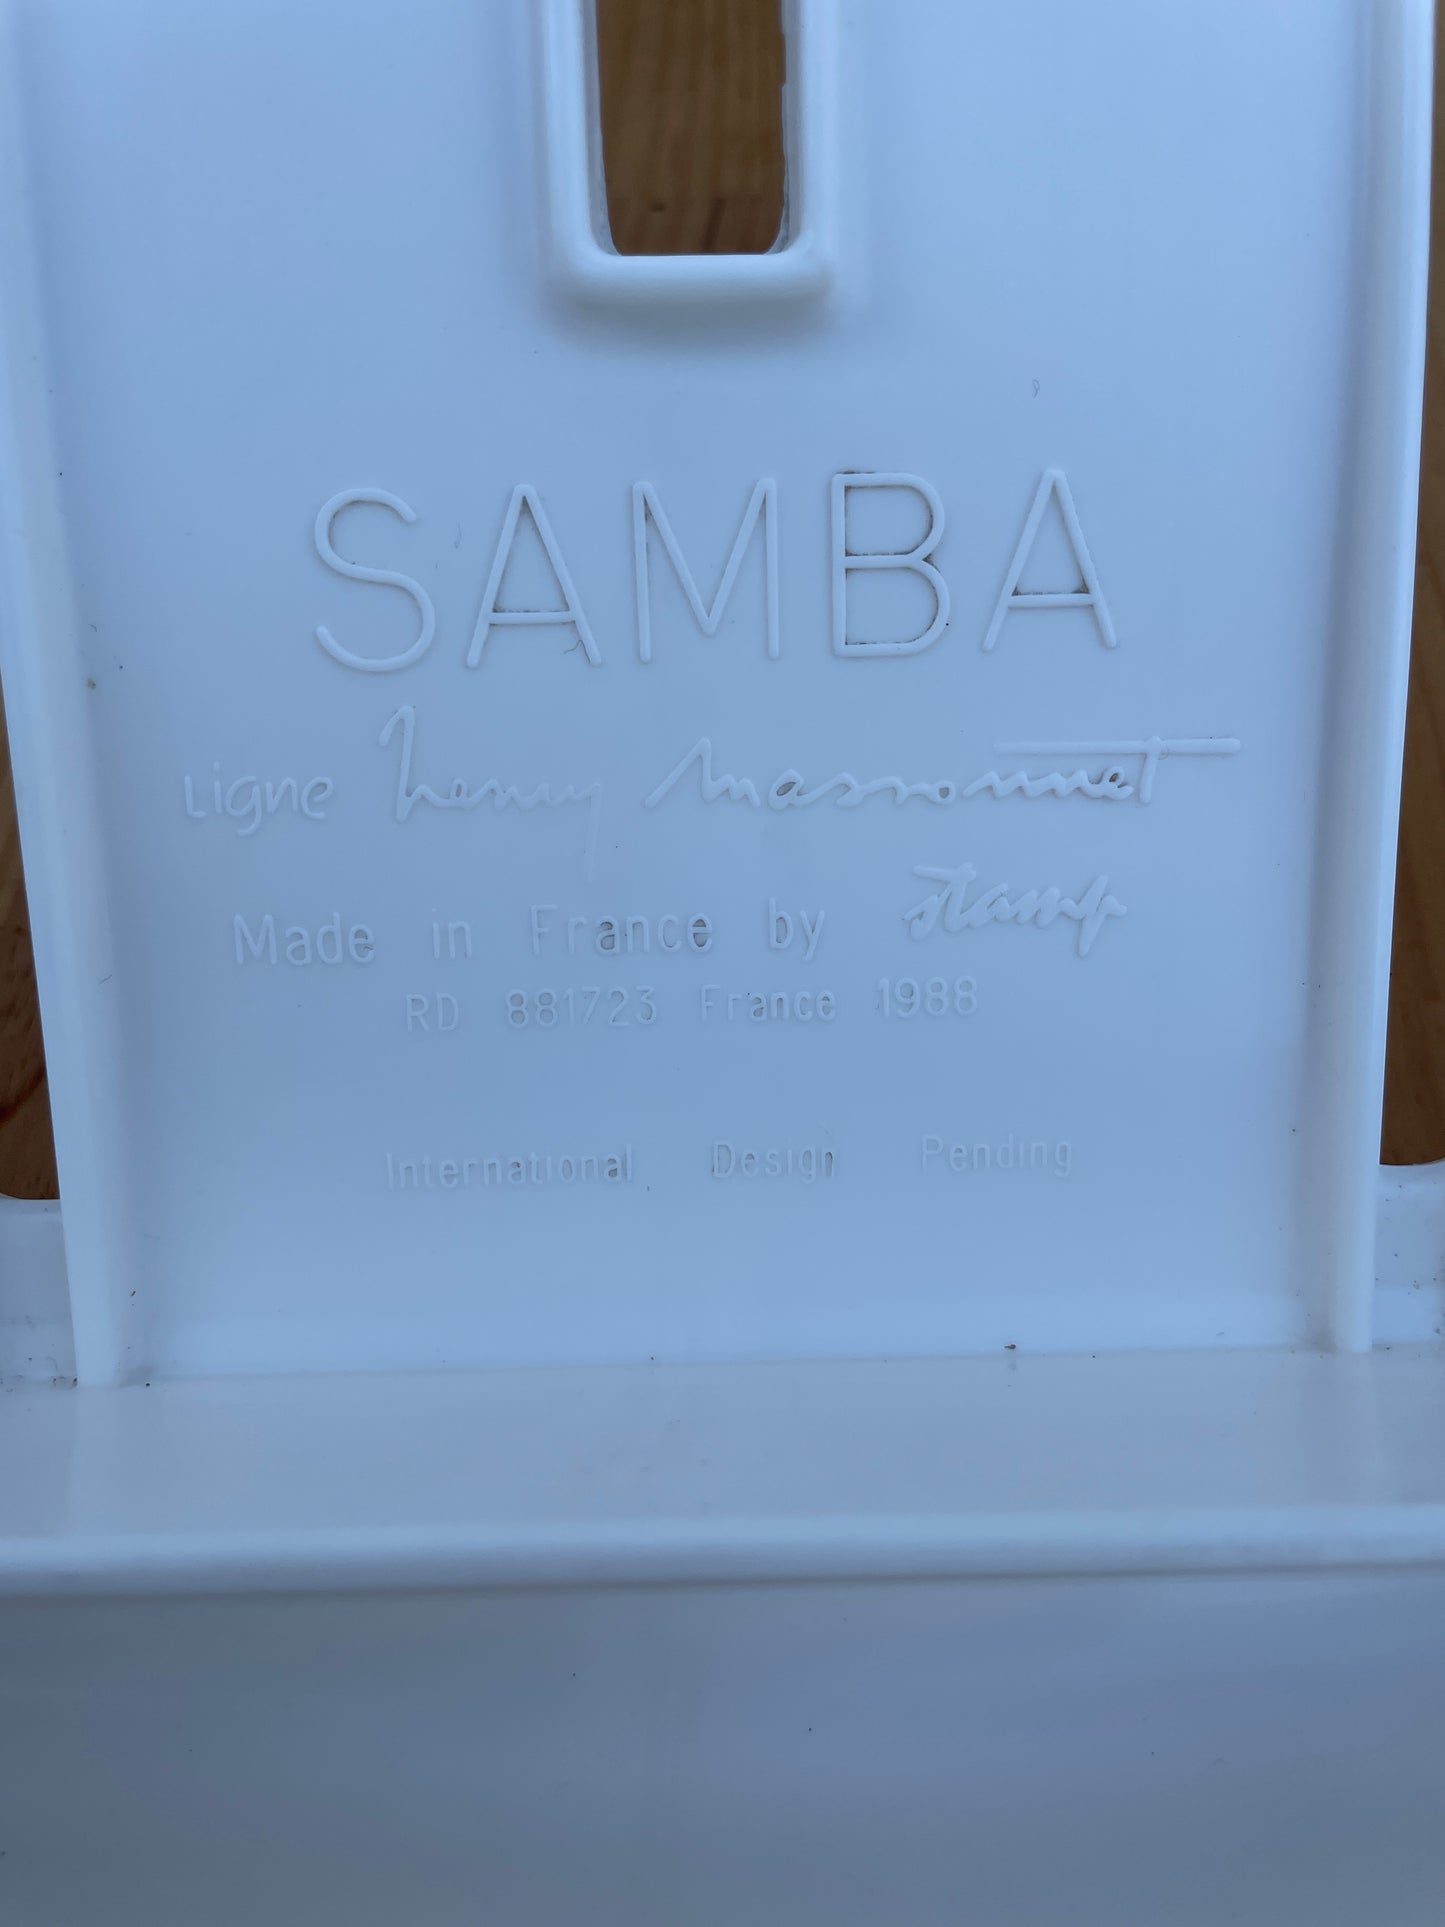 SAMBA
Ligne henry Massonnet
Made in France by stamp
RD 881723 France 1988
International Design Pending